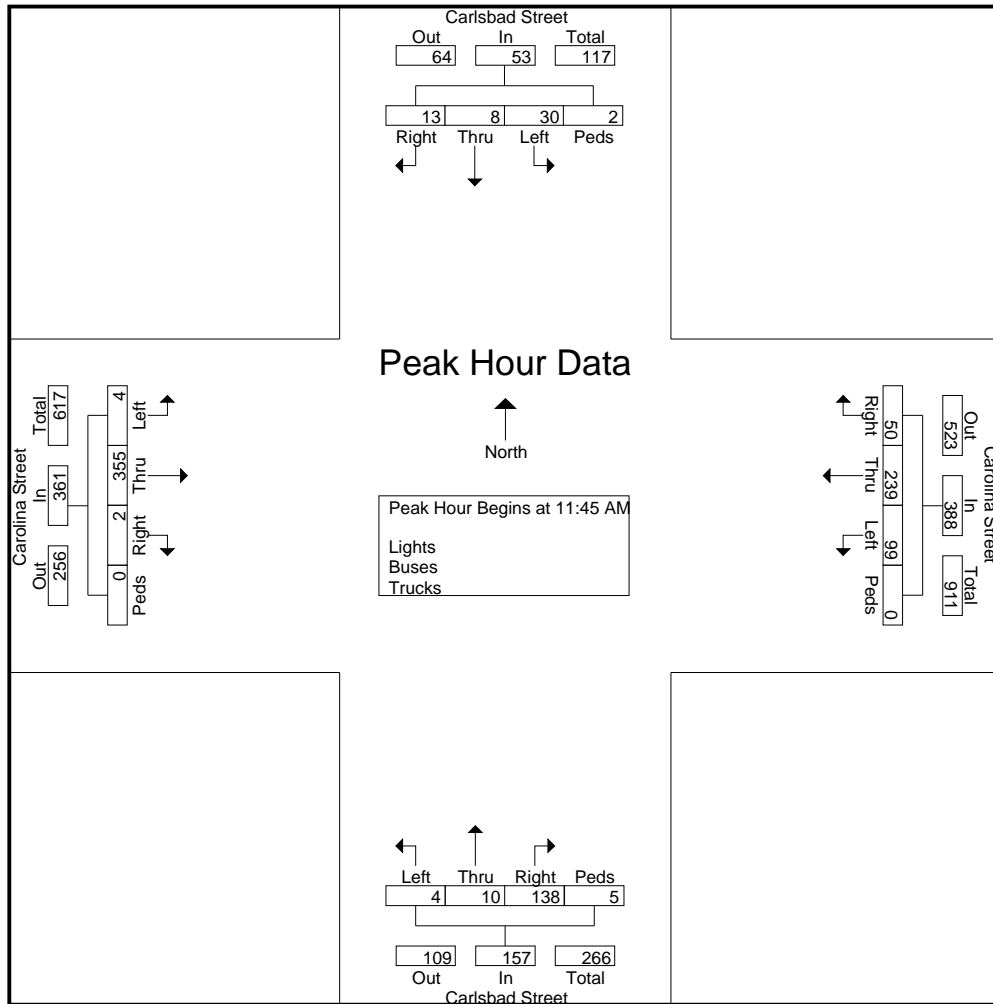 Carlsbad Street
Out In Total
64 53 117
13 8 30 2
Right Thru Left Peds
Peak Hour Data
North
Peak Hour Begins at 11:45 AM
Lights
Buses
Trucks
Carolina Street
Total In Out
617 361 256
4 355 2 0
Left Thru Right Peds
Carolina Street
Out In Total
523 388 911
50 239 99 0
Right Thru Left Peds
Left Thru Right Peds
4 10 138 5
109 157 266
Out In Total
Carlsbad Street